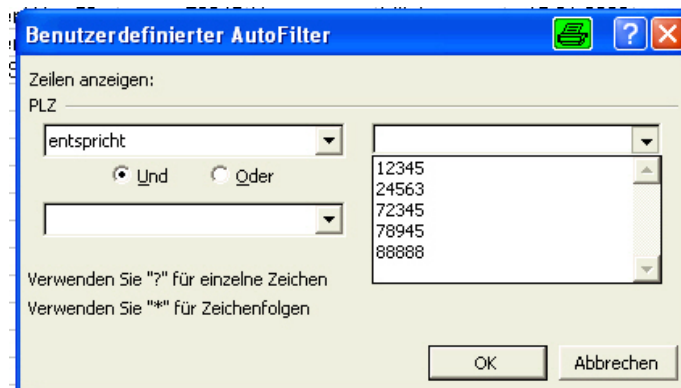 Benutzerdefinierter AutoFilter ?
Zeilen anzeigen:
PLZ
entspricht
Und Oder
12345
24563
72345
78945
88888
Verwenden Sie "?" für einzelne Zeichen
Verwenden Sie "*" für Zeichenfolgen
OK Abbrechen